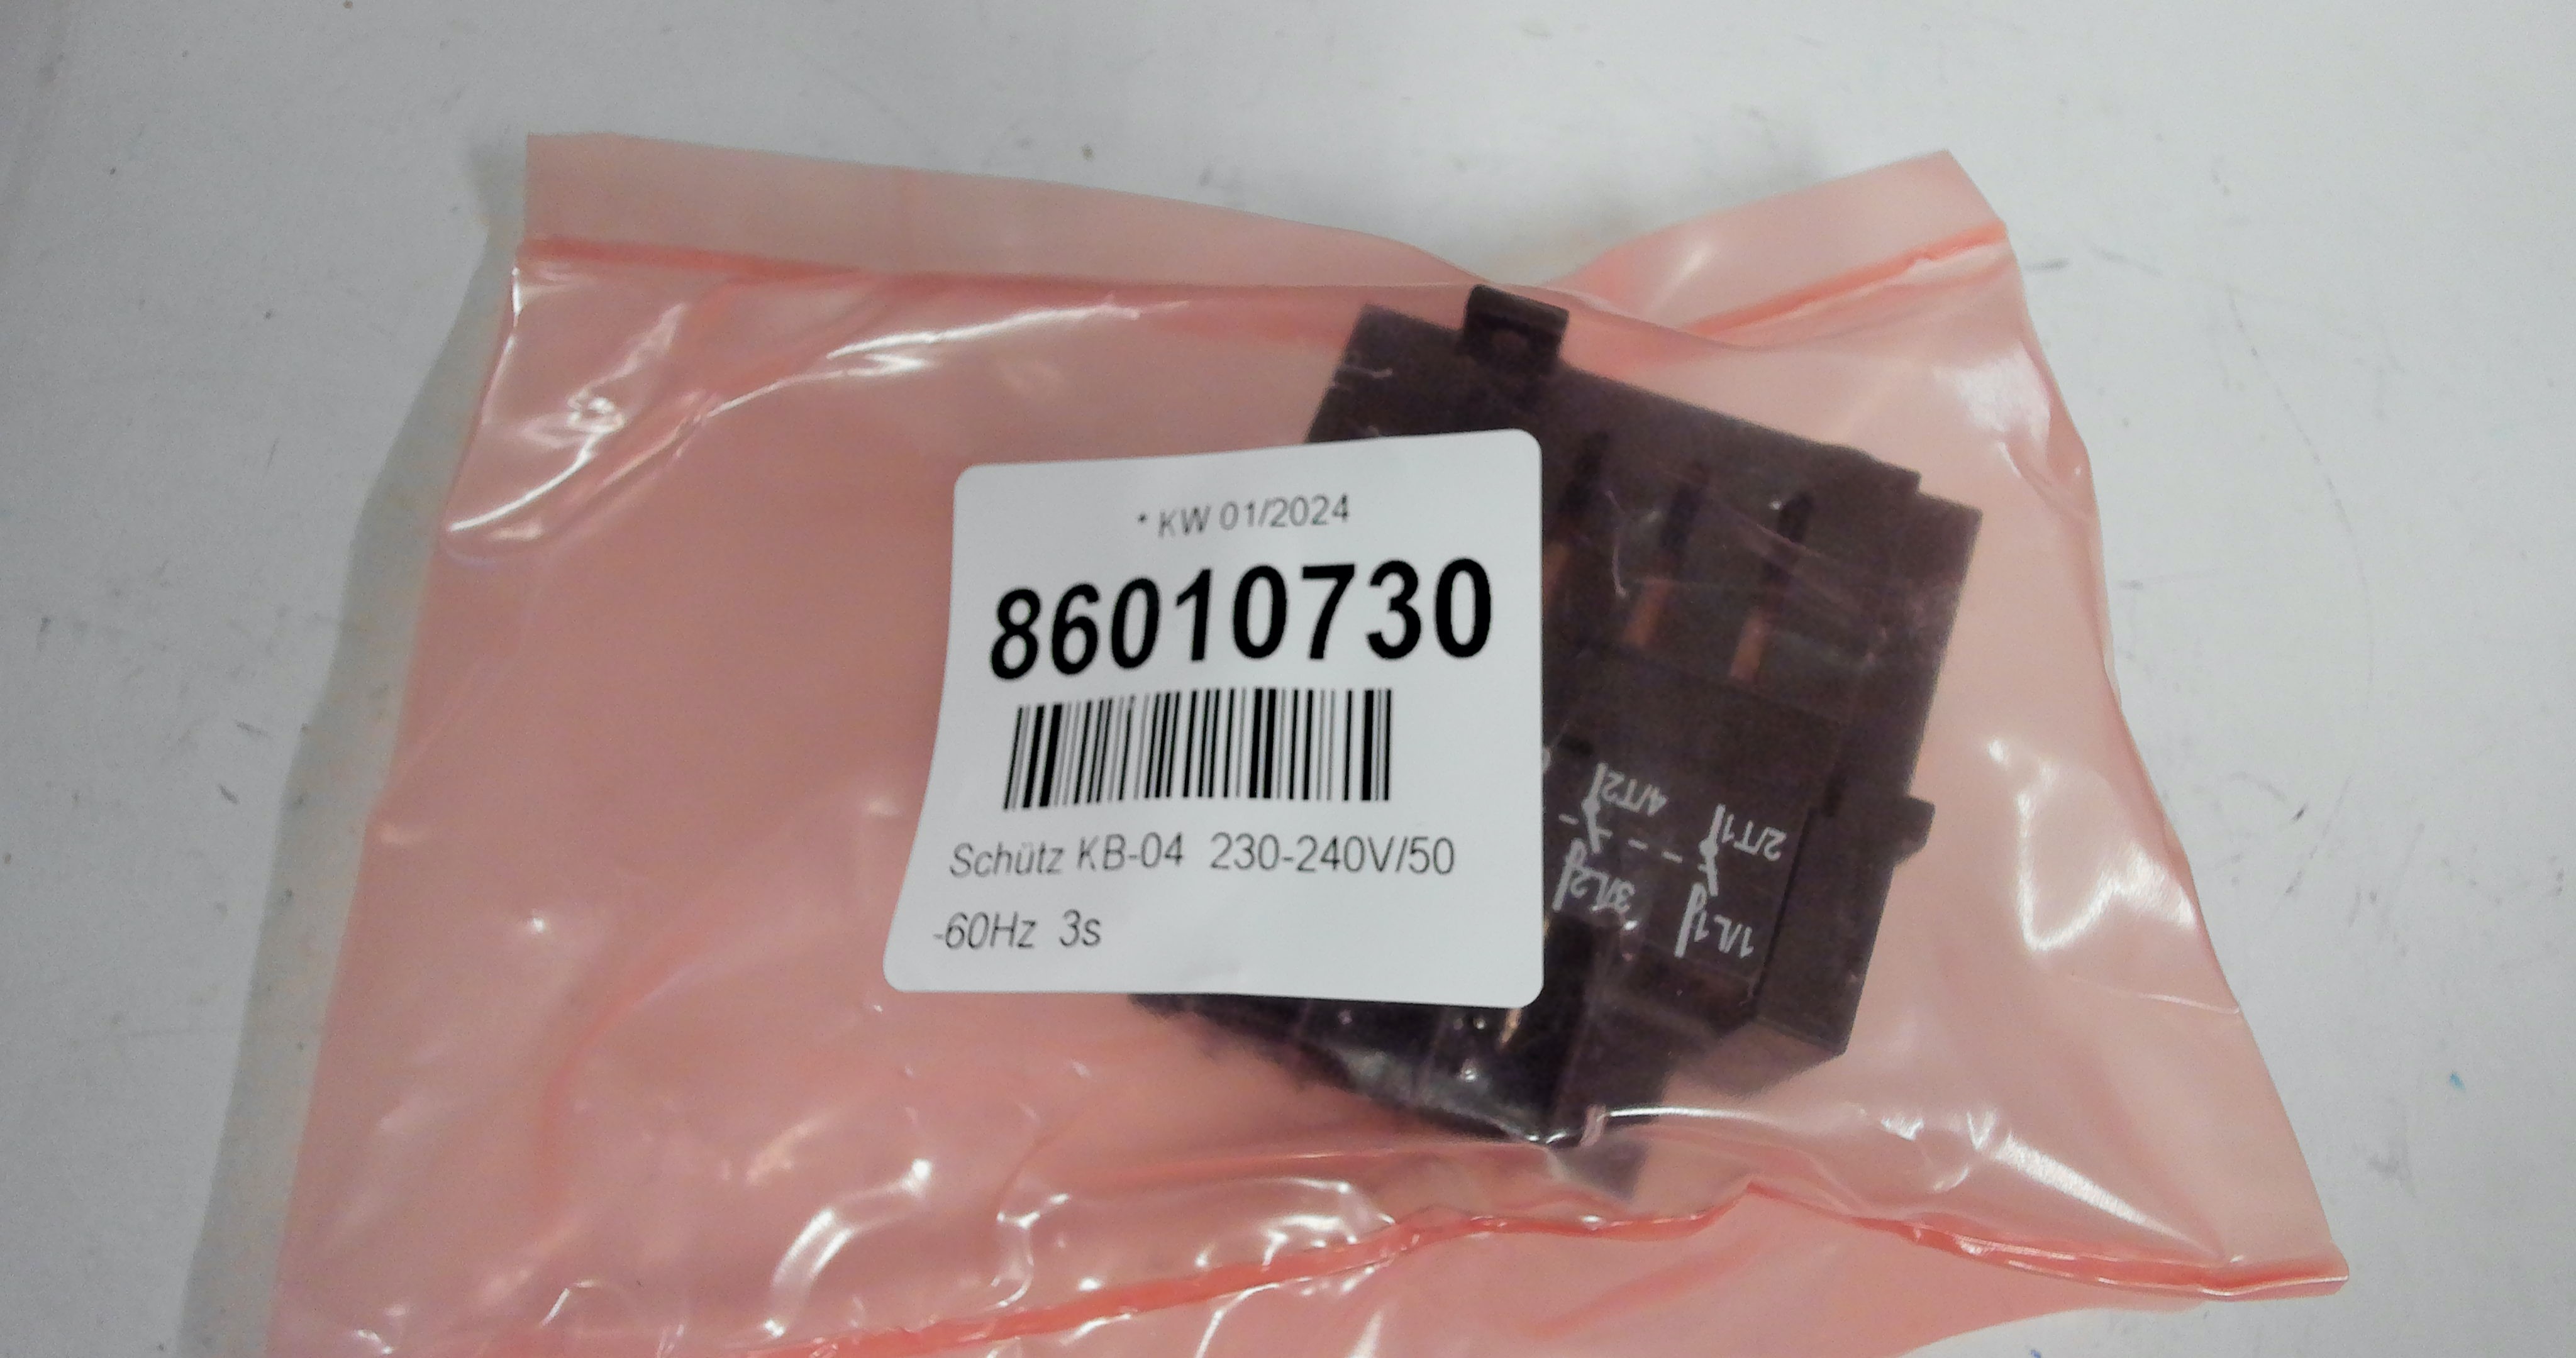 * KW 01/2024
86010730
Schütz KB-04  230-240V/50
-60Hz  3s
4/T2
2/T1
3/L2
1/L1